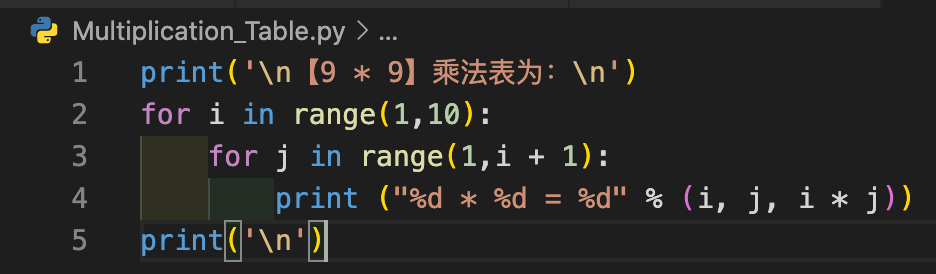 Multiplication_Table.py > ...
1 print('\n【9 * 9】乘法表为：\n')
2 for i in range(1,10):
3     for j in range(1,i + 1):
4         print ("%d * %d = %d" % (i, j, i * j))
5 print('\n')